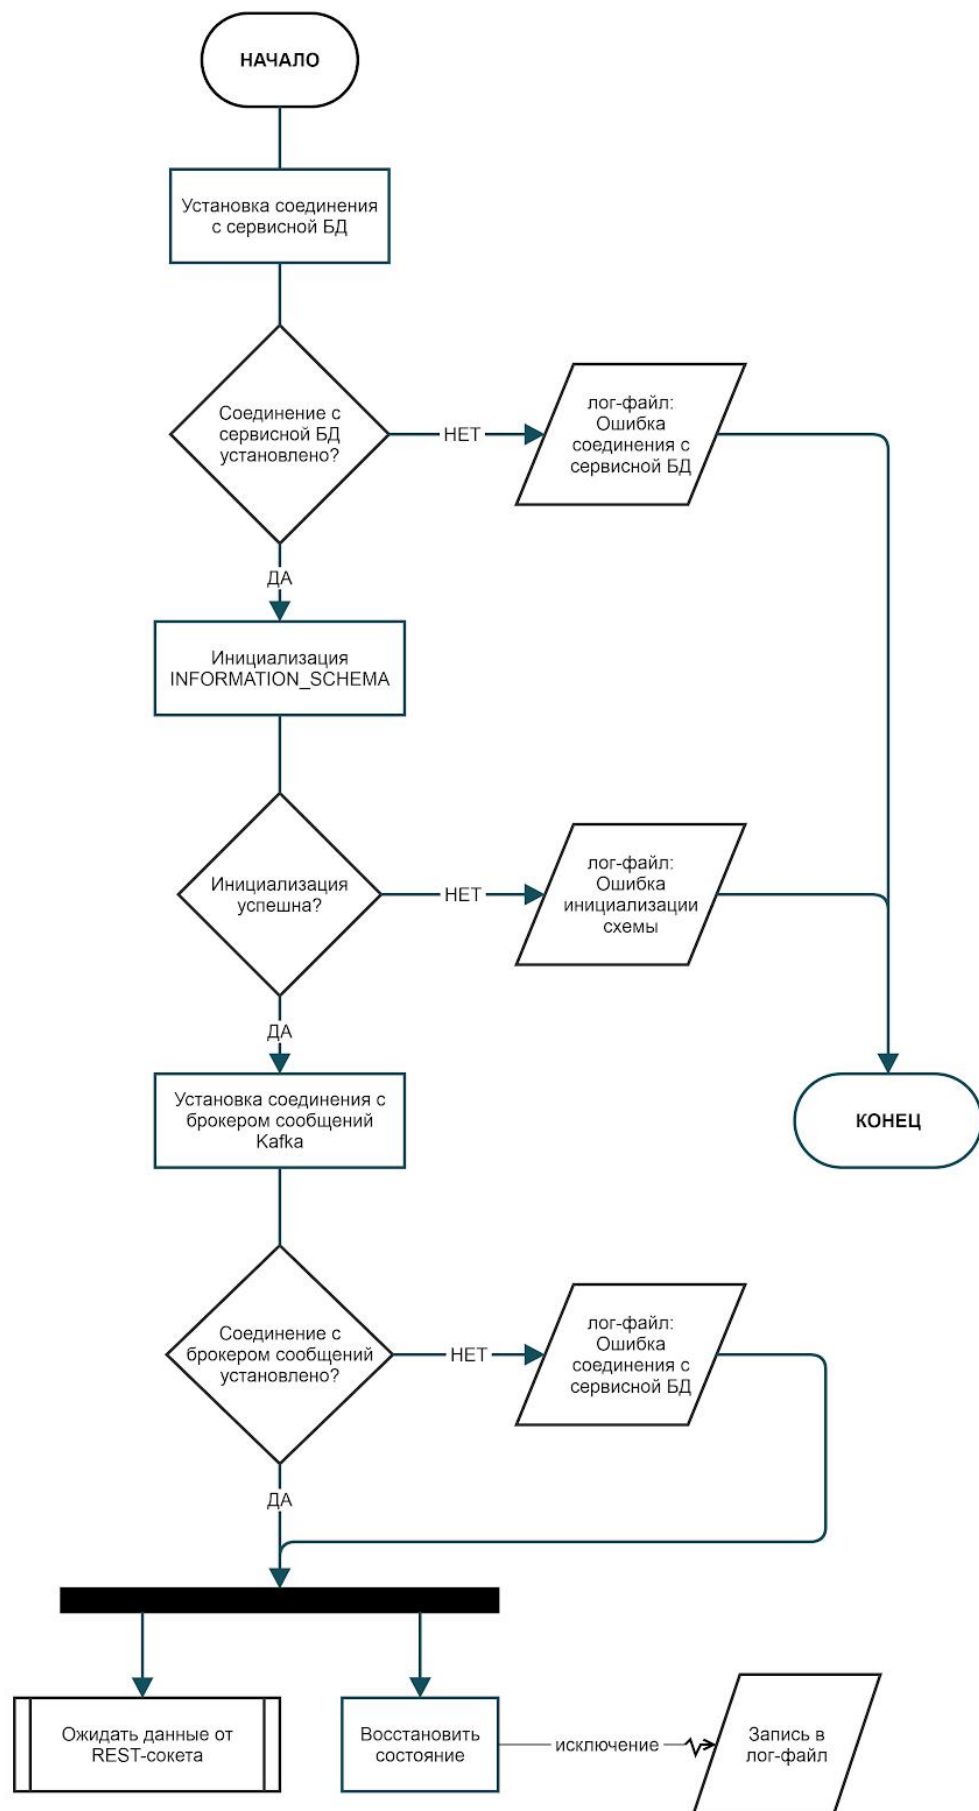 НАЧАЛО
Установка соединения
с сервисной БД
Соединение с
сервисной БД
установлено?
НЕТ
лог-файл:
Ошибка
соединения с
сервисной БД
ДА
Инициализация
INFORMATION_SCHEMA
Инициализация
успешна?
НЕТ
лог-файл:
Ошибка
инициализации
схемы
ДА
Установка соединения с
брокером сообщений
Kafka
КОНЕЦ
Соединение с
брокером сообщений
установлено?
НЕТ
лог-файл:
Ошибка
соединения с
сервисной БД
ДА
Ожидать данные от
REST-сокета
Восстановить
состояние
исключение
Запись в
лог-файл